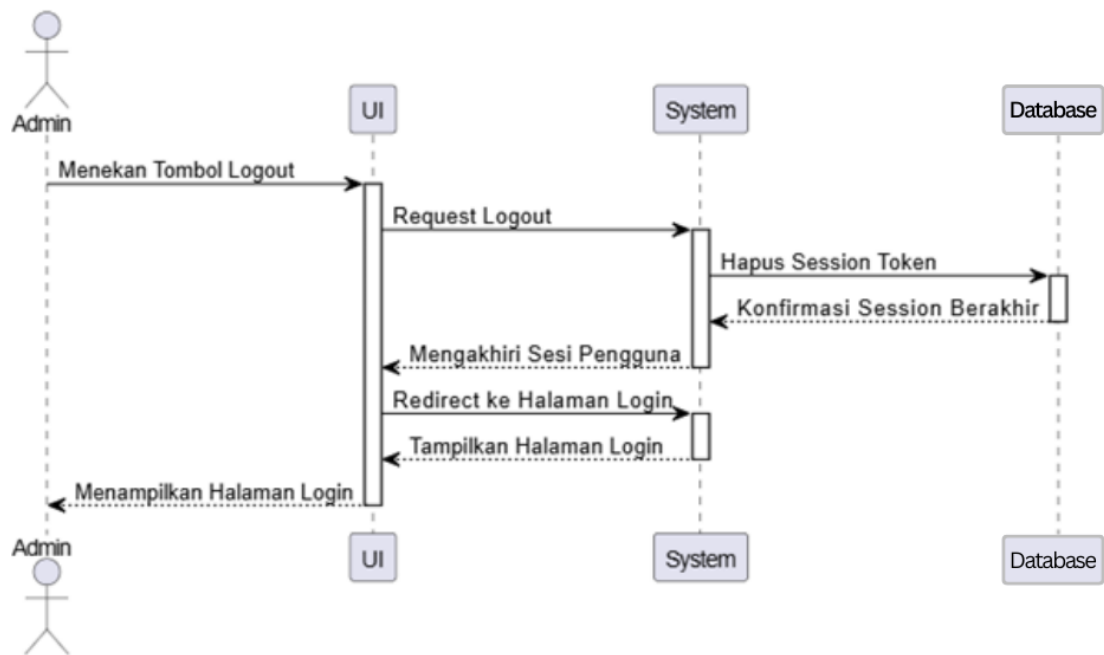 Admin
UI
System
Database
Menekan Tombol Logout
Request Logout
Hapus Session Token
Konfirmasi Session Berakhir
Mengakhiri Sesi Pengguna
Redirect ke Halaman Login
Tampilkan Halaman Login
Menampilkan Halaman Login
Admin
UI
System
Database